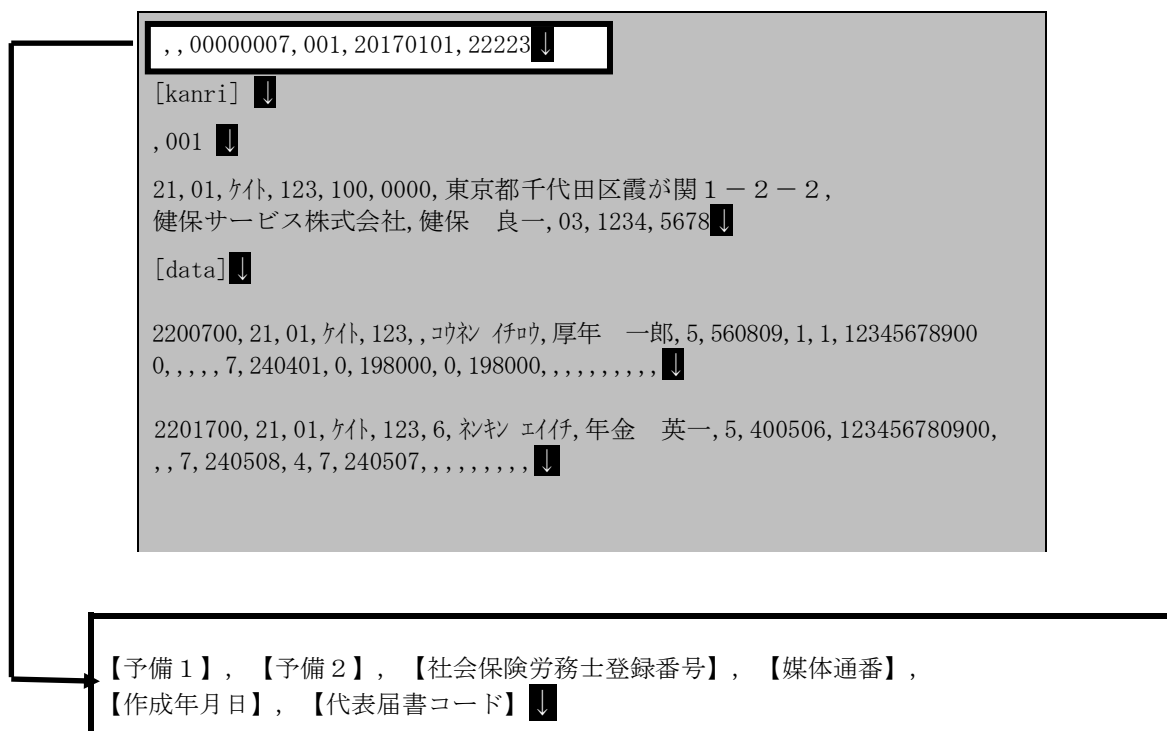 ,,00000007,001,20170101,22223↓
[kanri] ↓
,001 ↓
21,01,ｹｲﾄ,123,100,0000,東京都千代田区霞が関１－２－２,
健保サービス株式会社,健保　良一,03,1234,5678↓
[data]↓
2200700,21,01,ｹｲﾄ,123,,ｺｳﾈﾝ ｲﾁﾛｳ,厚年　一郎,5,560809,1,1,12345678900
0,,,,,7,240401,0,198000,0,198000,,,,,,,,,,↓
2201700,21,01,ｹｲﾄ,123,6,ﾈﾝｷﾝ ｴｲｲﾁ,年金　英一,5,400506,123456780900,
,,7,240508,4,7,240507,,,,,,,,,↓
【予備１】, 【予備２】, 【社会保険労務士登録番号】, 【媒体通番】,
【作成年月日】, 【代表届書コード】↓